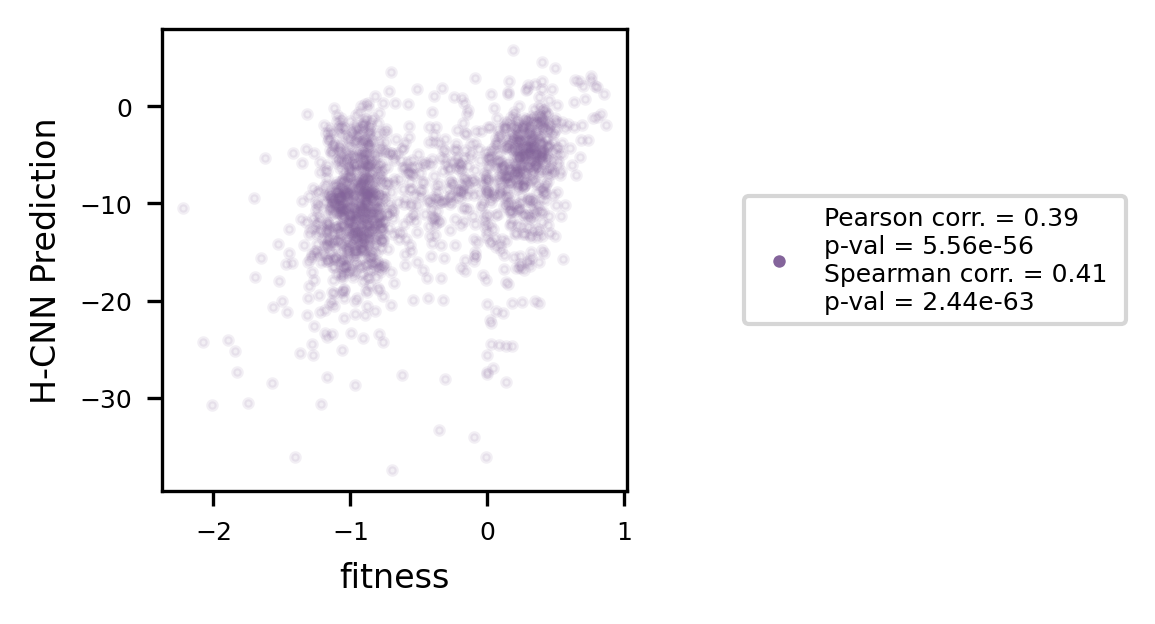 0
−10
−20
−30
H-CNN Prediction
−2
−1
0
1
fitness
Pearson corr. = 0.39
p-val = 5.56e-56
Spearman corr. = 0.41
p-val = 2.44e-63